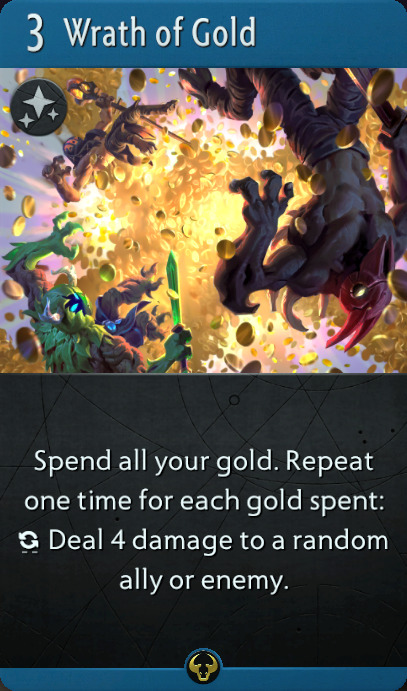 3 Wrath of Gold
Spend all your gold. Repeat
one time for each gold spent:
Deal 4 damage to a random
ally or enemy.